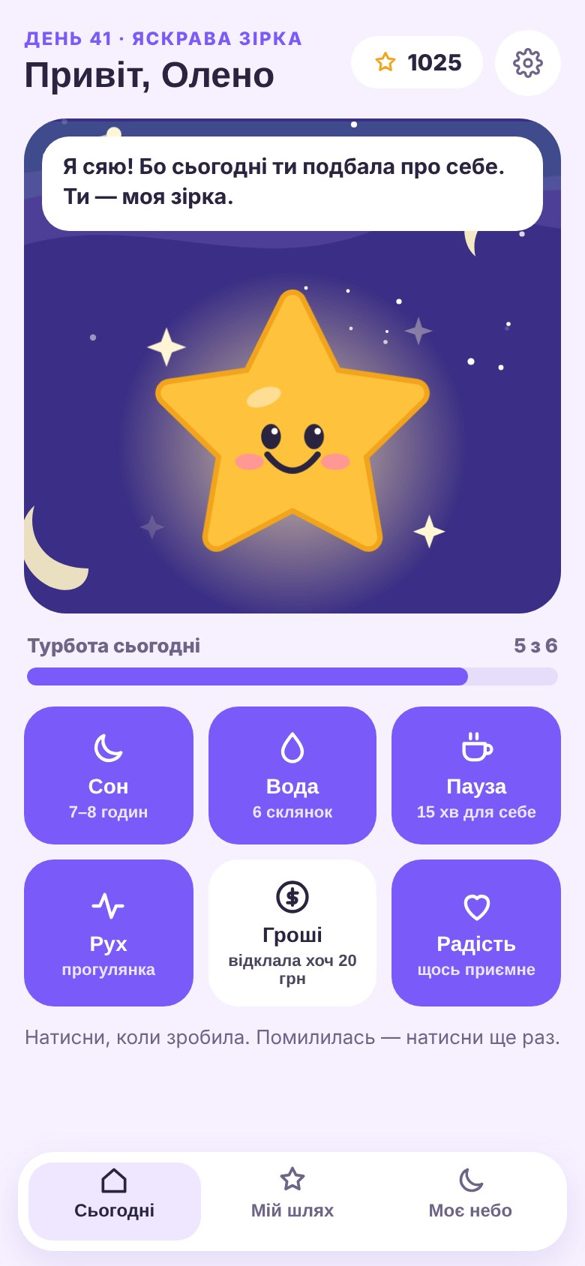 ДЕНЬ 41 · ЯСКРАВА ЗІРКА
Привіт, Олено
1025
Я сяю! Бо сьогодні ти подбала про себе.
Ти — моя зірка.
Турбота сьогодні
5 з 6
Сон
7–8 годин
Вода
6 склянок
Пауза
15 хв для себе
Рух
прогулянка
Гроші
відклала хоч 20
грн
Радість
щось приємне
Натисни, коли зробила. Помилилась — натисни ще раз.
Сьогодні
Мій шлях
Моє небо